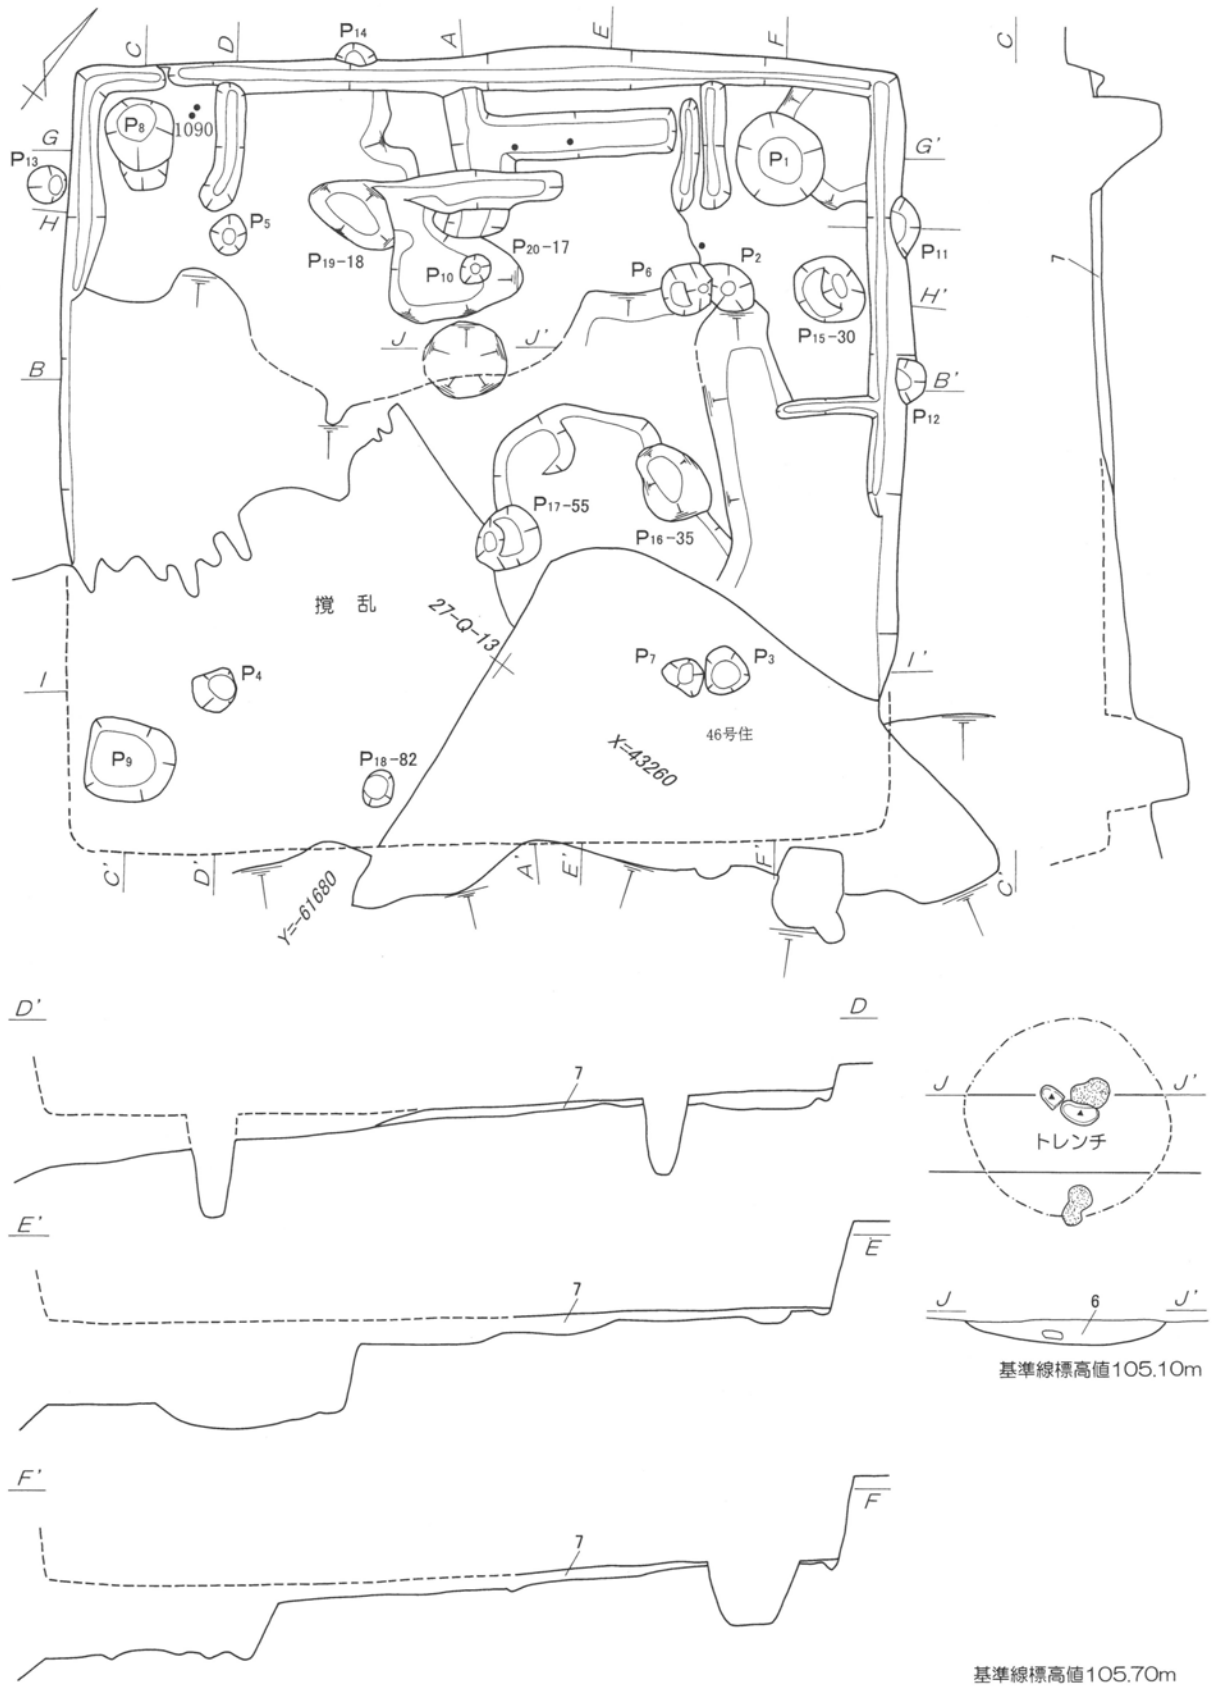 C
D
P14
A
E
F
C
G
P8
1090
P1
G'
P13
H
P5
P19-18
P20-17
P10
P6
P2
P11
7
H'
P15-30
J
J'
B
B'
P12
P17-55
P16-35
攪乱
27-Q-13
I
P4
P7
P3
I'
46号住
X=43260
P9
P18-82
C'
D'
A'
E'
F'
C'
Y=-61680
D'
D
7
J
J'
トレンチ
E'
E
7
J
6
J'
基準線標高値105.10m
F'
F
7
基準線標高値105.70m